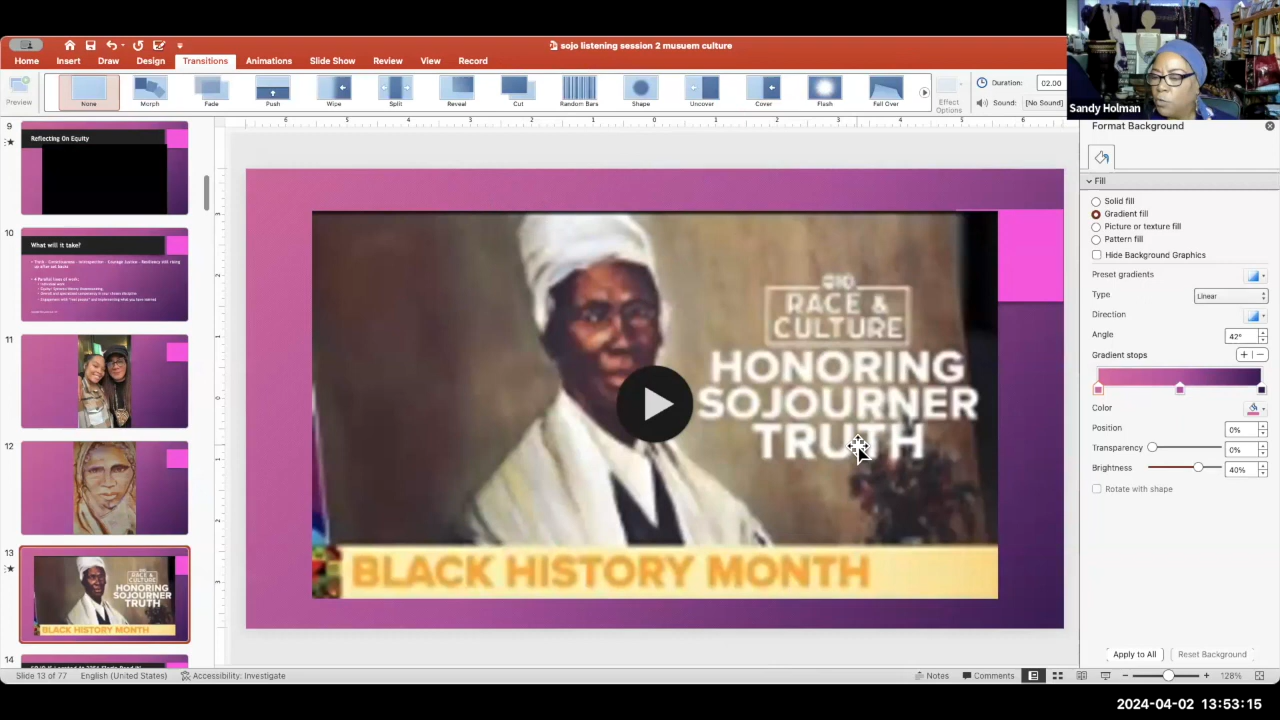 sojo listening session 2 musuem culture
Home Insert Draw Design Transitions Animations Slide Show Review View Record
Preview
None Morph Fade Push Wipe Split Reveal Cut Random Bars Shape Uncover Cover Flash Fall Over
Effect Options
Duration: 02.00
Sound: [No Sound]
Sandy Holman
9
Reflecting On Equity
10
What will it take?
11
12
13
RACE &
CULTURE
HONORING
SOJOURNER
TRUTH
BLACK HISTORY MONTH
14
RACE &
CULTURE
HONORING
SOJOURNER
TRUTH
BLACK HISTORY MONTH
Format Background
Fill
Solid fill
Gradient fill
Picture or texture fill
Pattern fill
Hide Background Graphics
Preset gradients
Type Linear
Direction
Angle 42°
Gradient stops
Color
Position 0%
Transparency 0%
Brightness 40%
Rotate with shape
Apply to All Reset Background
Slide 13 of 77 English (United States) Accessibility: Investigate Notes Comments 128%
2024-04-02 13:53:15